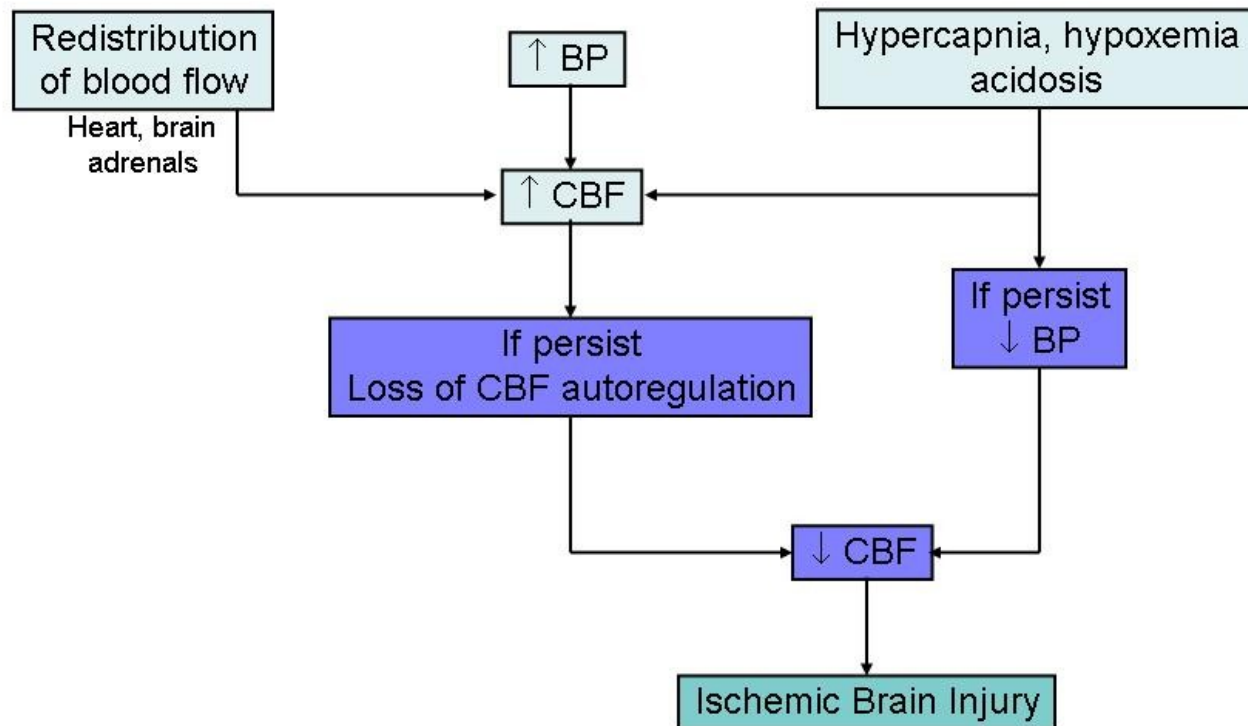 Redistribution
of blood flow
Heart, brain
adrenals
↑ BP
Hypercapnia, hypoxemia
acidosis
↑ CBF
If persist
Loss of CBF autoregulation
If persist
↓ BP
↓ CBF
Ischemic Brain Injury